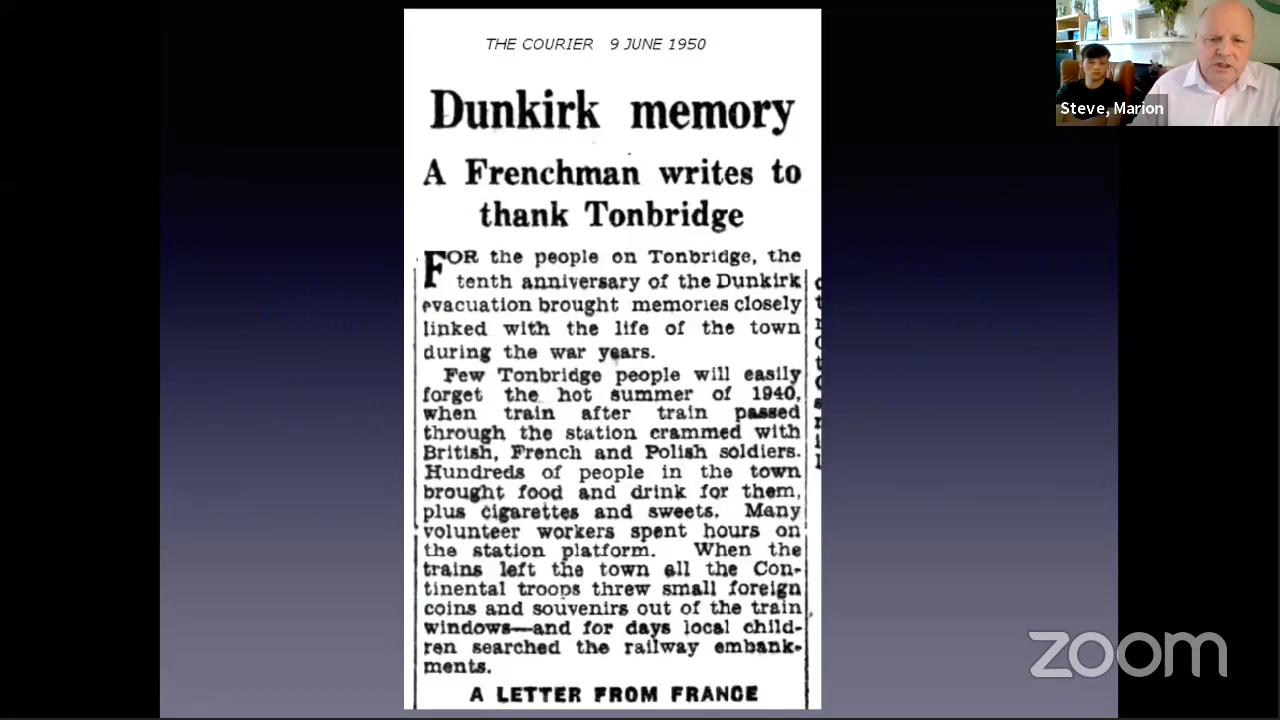 THE COURIER 9 JUNE 1950
Dunkirk memory
A Frenchman writes to
thank Tonbridge
FOR the people on Tonbridge, the
tenth anniversary of the Dunkirk
evacuation brought memories closely
linked with the life of the town
during the war years.
Few Tonbridge people will easily
forget the hot summer of 1940,
when train after train passed
through the station crammed with
British, French and Polish soldiers.
Hundreds of people in the town
brought food and drink for them,
plus cigarettes and sweets. Many
volunteer workers spent hours on
the station platform. When the
trains left the town all the Con-
tinental troops threw small foreign
coins and souvenirs out of the train
windows—and for days local child-
ren searched the railway embank-
ments.
A LETTER FROM FRANCE
Steve, Marion
zoom